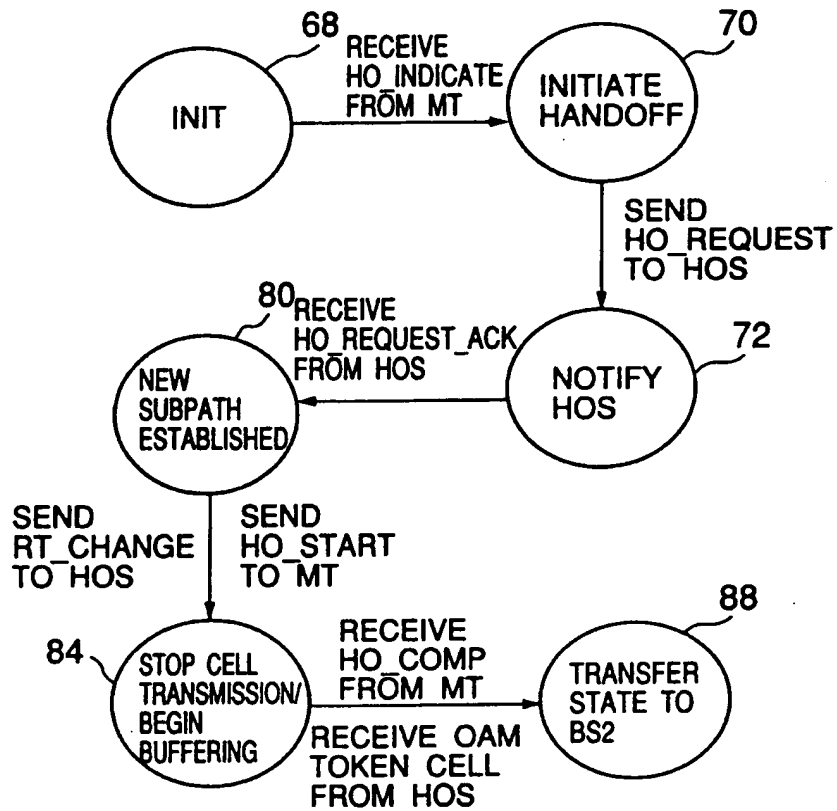 68
RECEIVE
HO_INDICATE
FROM MT
70
INIT
INITIATE
HANDOFF
SEND
HO_REQUEST
TO HOS
80
RECEIVE
HO_REQUEST_ACK
FROM HOS
72
NEW
SUBPATH
ESTABLISHED
NOTIFY
HOS
SEND
RT_CHANGE
TO HOS
SEND
HO_START
TO MT
84
STOP CELL
TRANSMISSION/
BEGIN
BUFFERING
RECEIVE
HO_COMP
FROM MT
RECEIVE OAM
TOKEN CELL
FROM HOS
88
TRANSFER
STATE TO
BS2